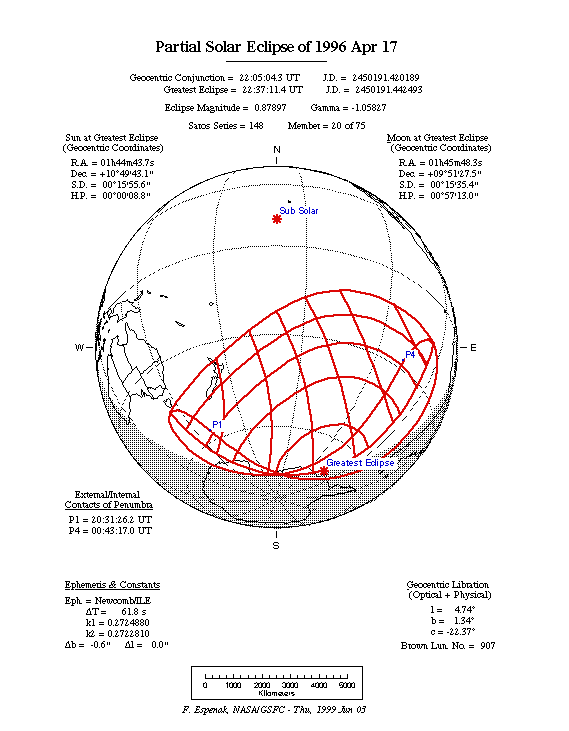 Partial Solar Eclipse of 1996 Apr 17
Geocentric Conjunction = 22:05:04.3 UT J.D. = 2450191.420189
Greatest Eclipse = 22:37:11.4 UT J.D. = 2450191.442493
Eclipse Magnitude = 0.87897 Gamma = -1.05827
Saros Series = 148 Member = 20 of 75
Sun at Greatest Eclipse
(Geocentric Coordinates)
R.A. = 01h44m43.7s
Dec. = +10°49'43.1"
S.D. = 00°15'55.6"
H.P. = 00°00'08.8"
Moon at Greatest Eclipse
(Geocentric Coordinates)
R.A. = 01h45m48.3s
Dec. = +09°51'27.5"
S.D. = 00°15'35.4"
H.P. = 00°57'13.0"
N
Sub Solar
W
E
P4
P1
Greatest Eclipse
S
External/Internal
Contacts of Penumbra
P1 = 20:31:26.2 UT
P4 = 00:43:17.0 UT
Ephemeris & Constants
Eph. = Newcomb/ILE
ΔT = 61.8 s
k1 = 0.2724880
k2 = 0.2722810
Δb = -0.6" Δl = 0.0"
Geocentric Libration
(Optical + Physical)
l = 4.74°
b = 1.34°
c = -22.37°
Brown Lun. No. = 907
0 1000 2000 3000 4000 5000
Kilometers
F. Espenak, NASA/GSFC - Thu, 1999 Jun 03